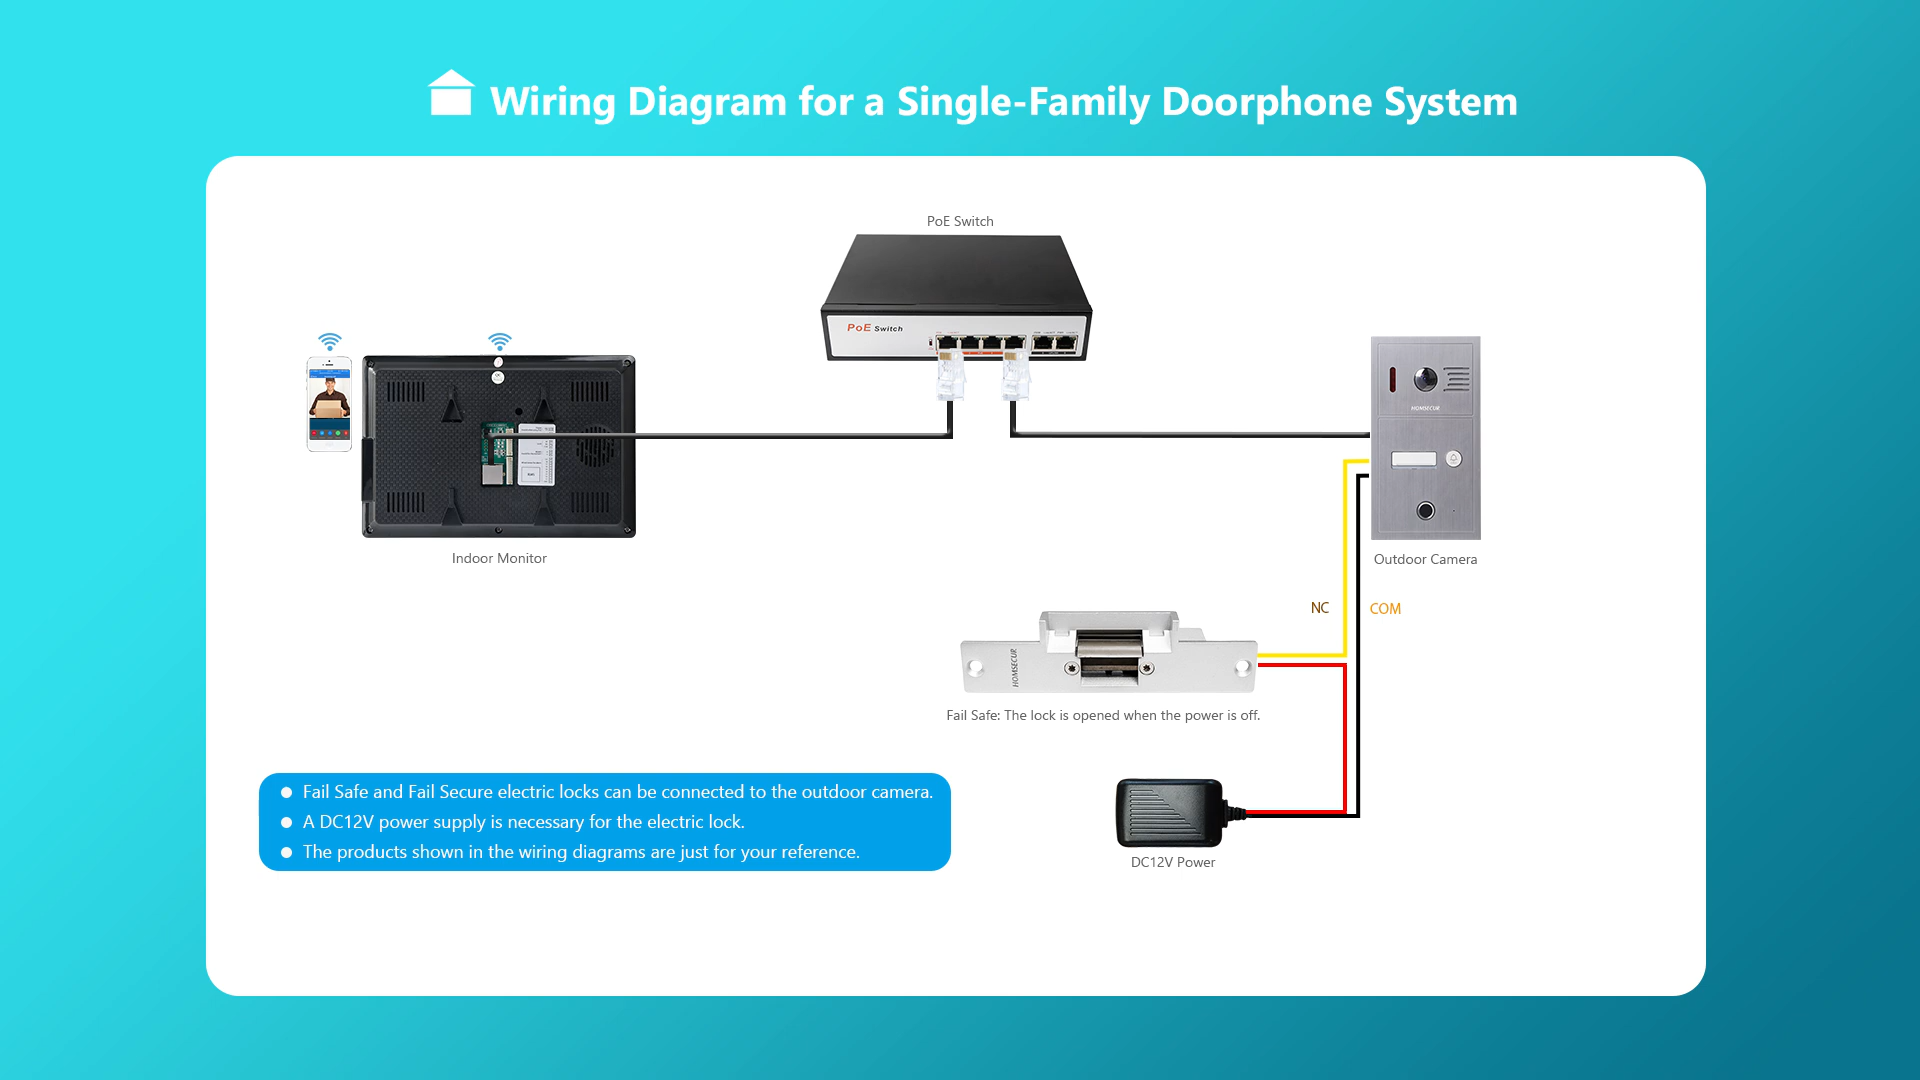 Wiring Diagram for a Single-Family Doorphone System
PoE Switch
PoE Switch
HOMSECUR
Indoor Monitor
Outdoor Camera
NC
COM
HOMSECUR
Fail Safe: The lock is opened when the power is off.
Fail Safe and Fail Secure electric locks can be connected to the outdoor camera.
A DC12V power supply is necessary for the electric lock.
The products shown in the wiring diagrams are just for your reference.
DC12V Power